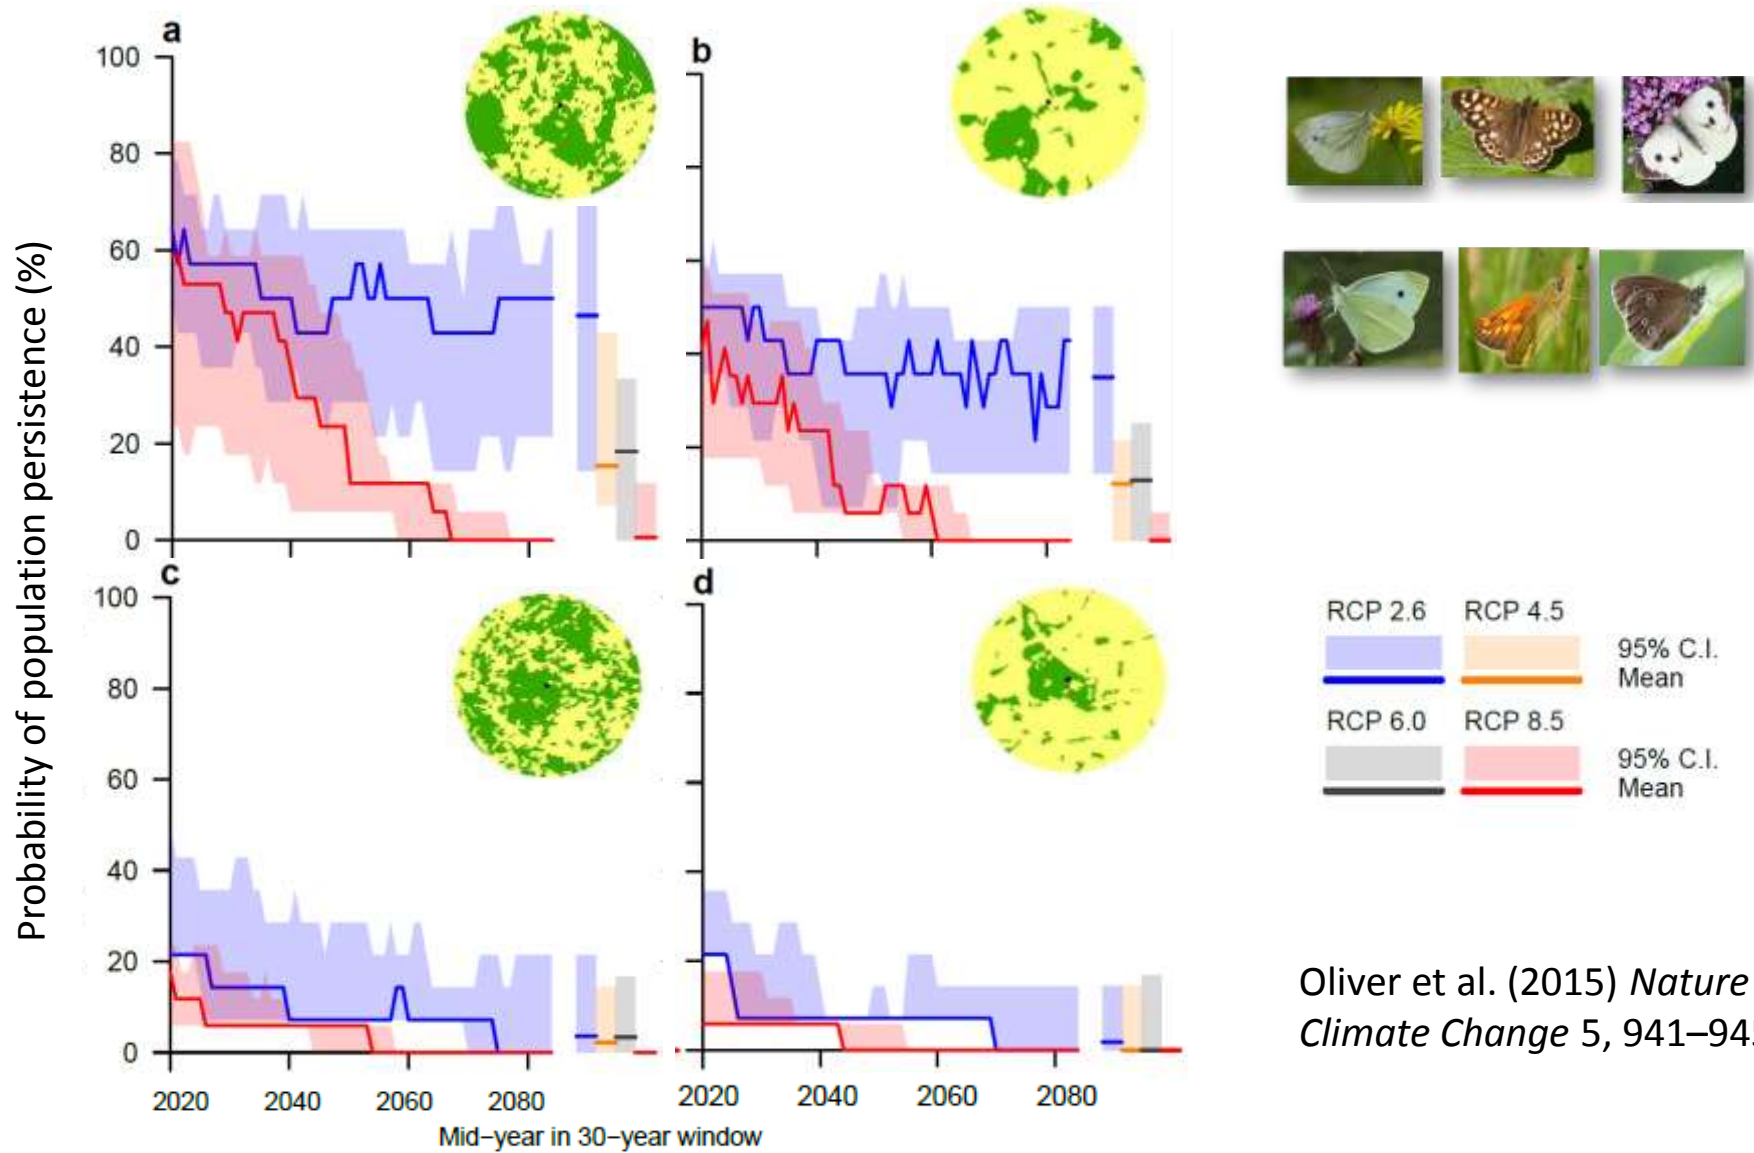 a
b
100
80
60
40
20
0
c
d
100
80
60
40
20
0
2020 2040 2060 2080
2020 2040 2060 2080
Mid-year in 30-year window
Probability of population persistence (%)
RCP 2.6 RCP 4.5
95% C.I.
Mean
RCP 6.0 RCP 8.5
95% C.I.
Mean
Oliver et al. (2015) Nature
Climate Change 5, 941–945